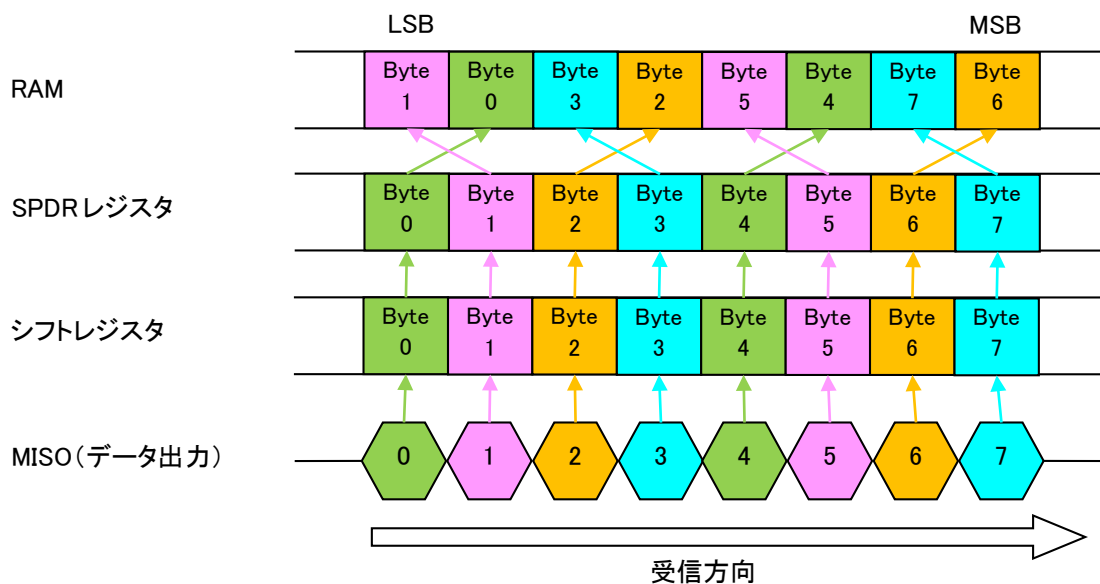 LSB MSB
RAM Byte 1 Byte 0 Byte 3 Byte 2 Byte 5 Byte 4 Byte 7 Byte 6
SPDRレジスタ Byte 0 Byte 1 Byte 2 Byte 3 Byte 4 Byte 5 Byte 6 Byte 7
シフトレジスタ Byte 0 Byte 1 Byte 2 Byte 3 Byte 4 Byte 5 Byte 6 Byte 7
MISO(データ出力) 0 1 2 3 4 5 6 7
受信方向